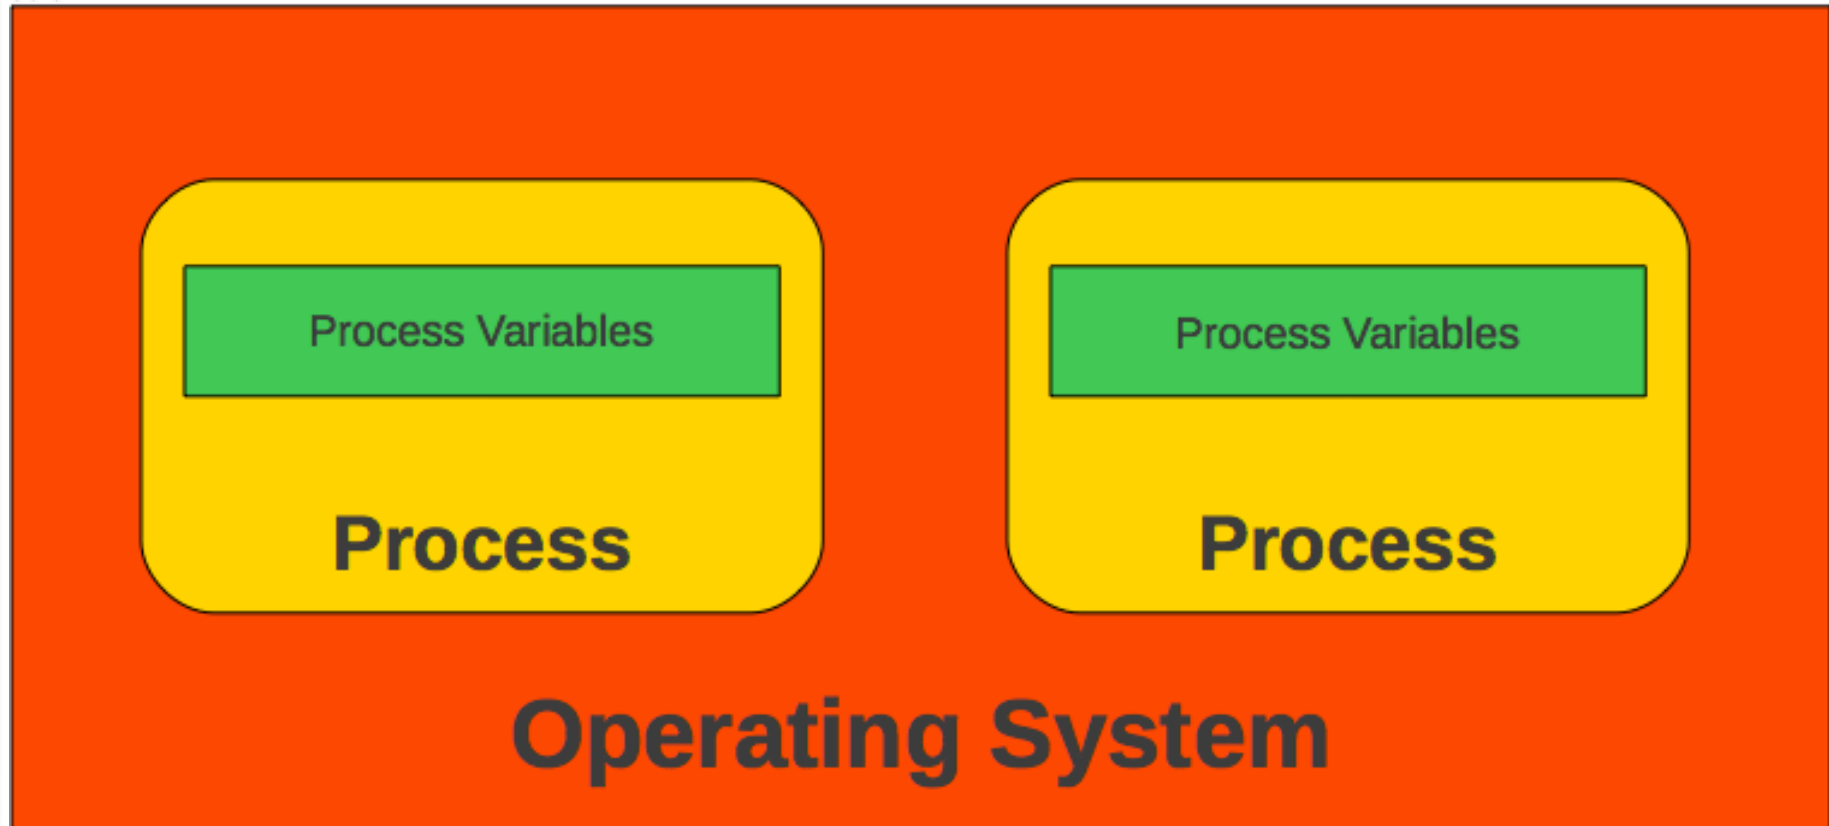 Process Variables
Process Variables
Process
Process
Operating System